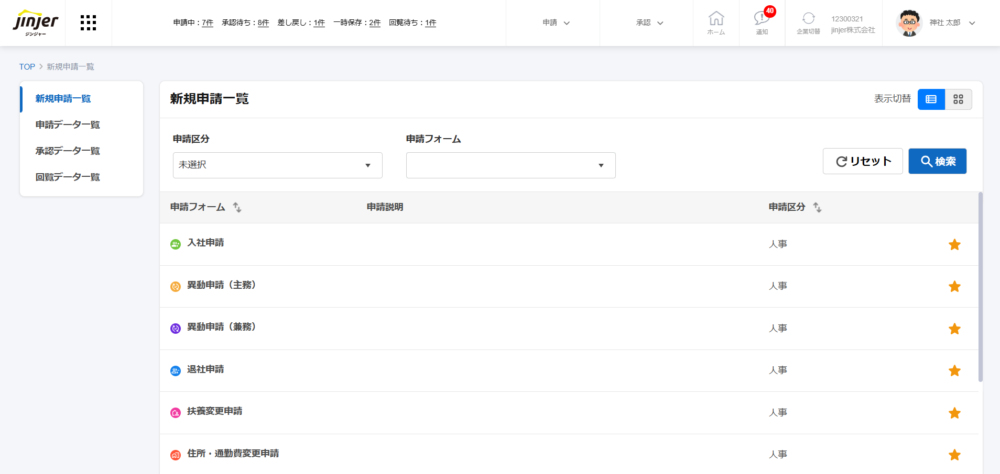 jinjer
ジンジャー
申請中：7件 承認待ち：8件 差し戻し：1件 一時保存：2件 回覧待ち：1件
申請
承認
ホーム
40
通知
企業切替
12300321
jinjer株式会社
神社 太郎
TOP > 新規申請一覧
新規申請一覧
申請データ一覧
承認データ一覧
回覧データ一覧
新規申請一覧
表示切替
申請区分
申請フォーム
未選択
リセット
検索
申請フォーム 申請説明 申請区分
入社申請 人事
異動申請（主務） 人事
異動申請（兼務） 人事
退社申請 人事
扶養変更申請 人事
住所・通勤費変更申請 人事